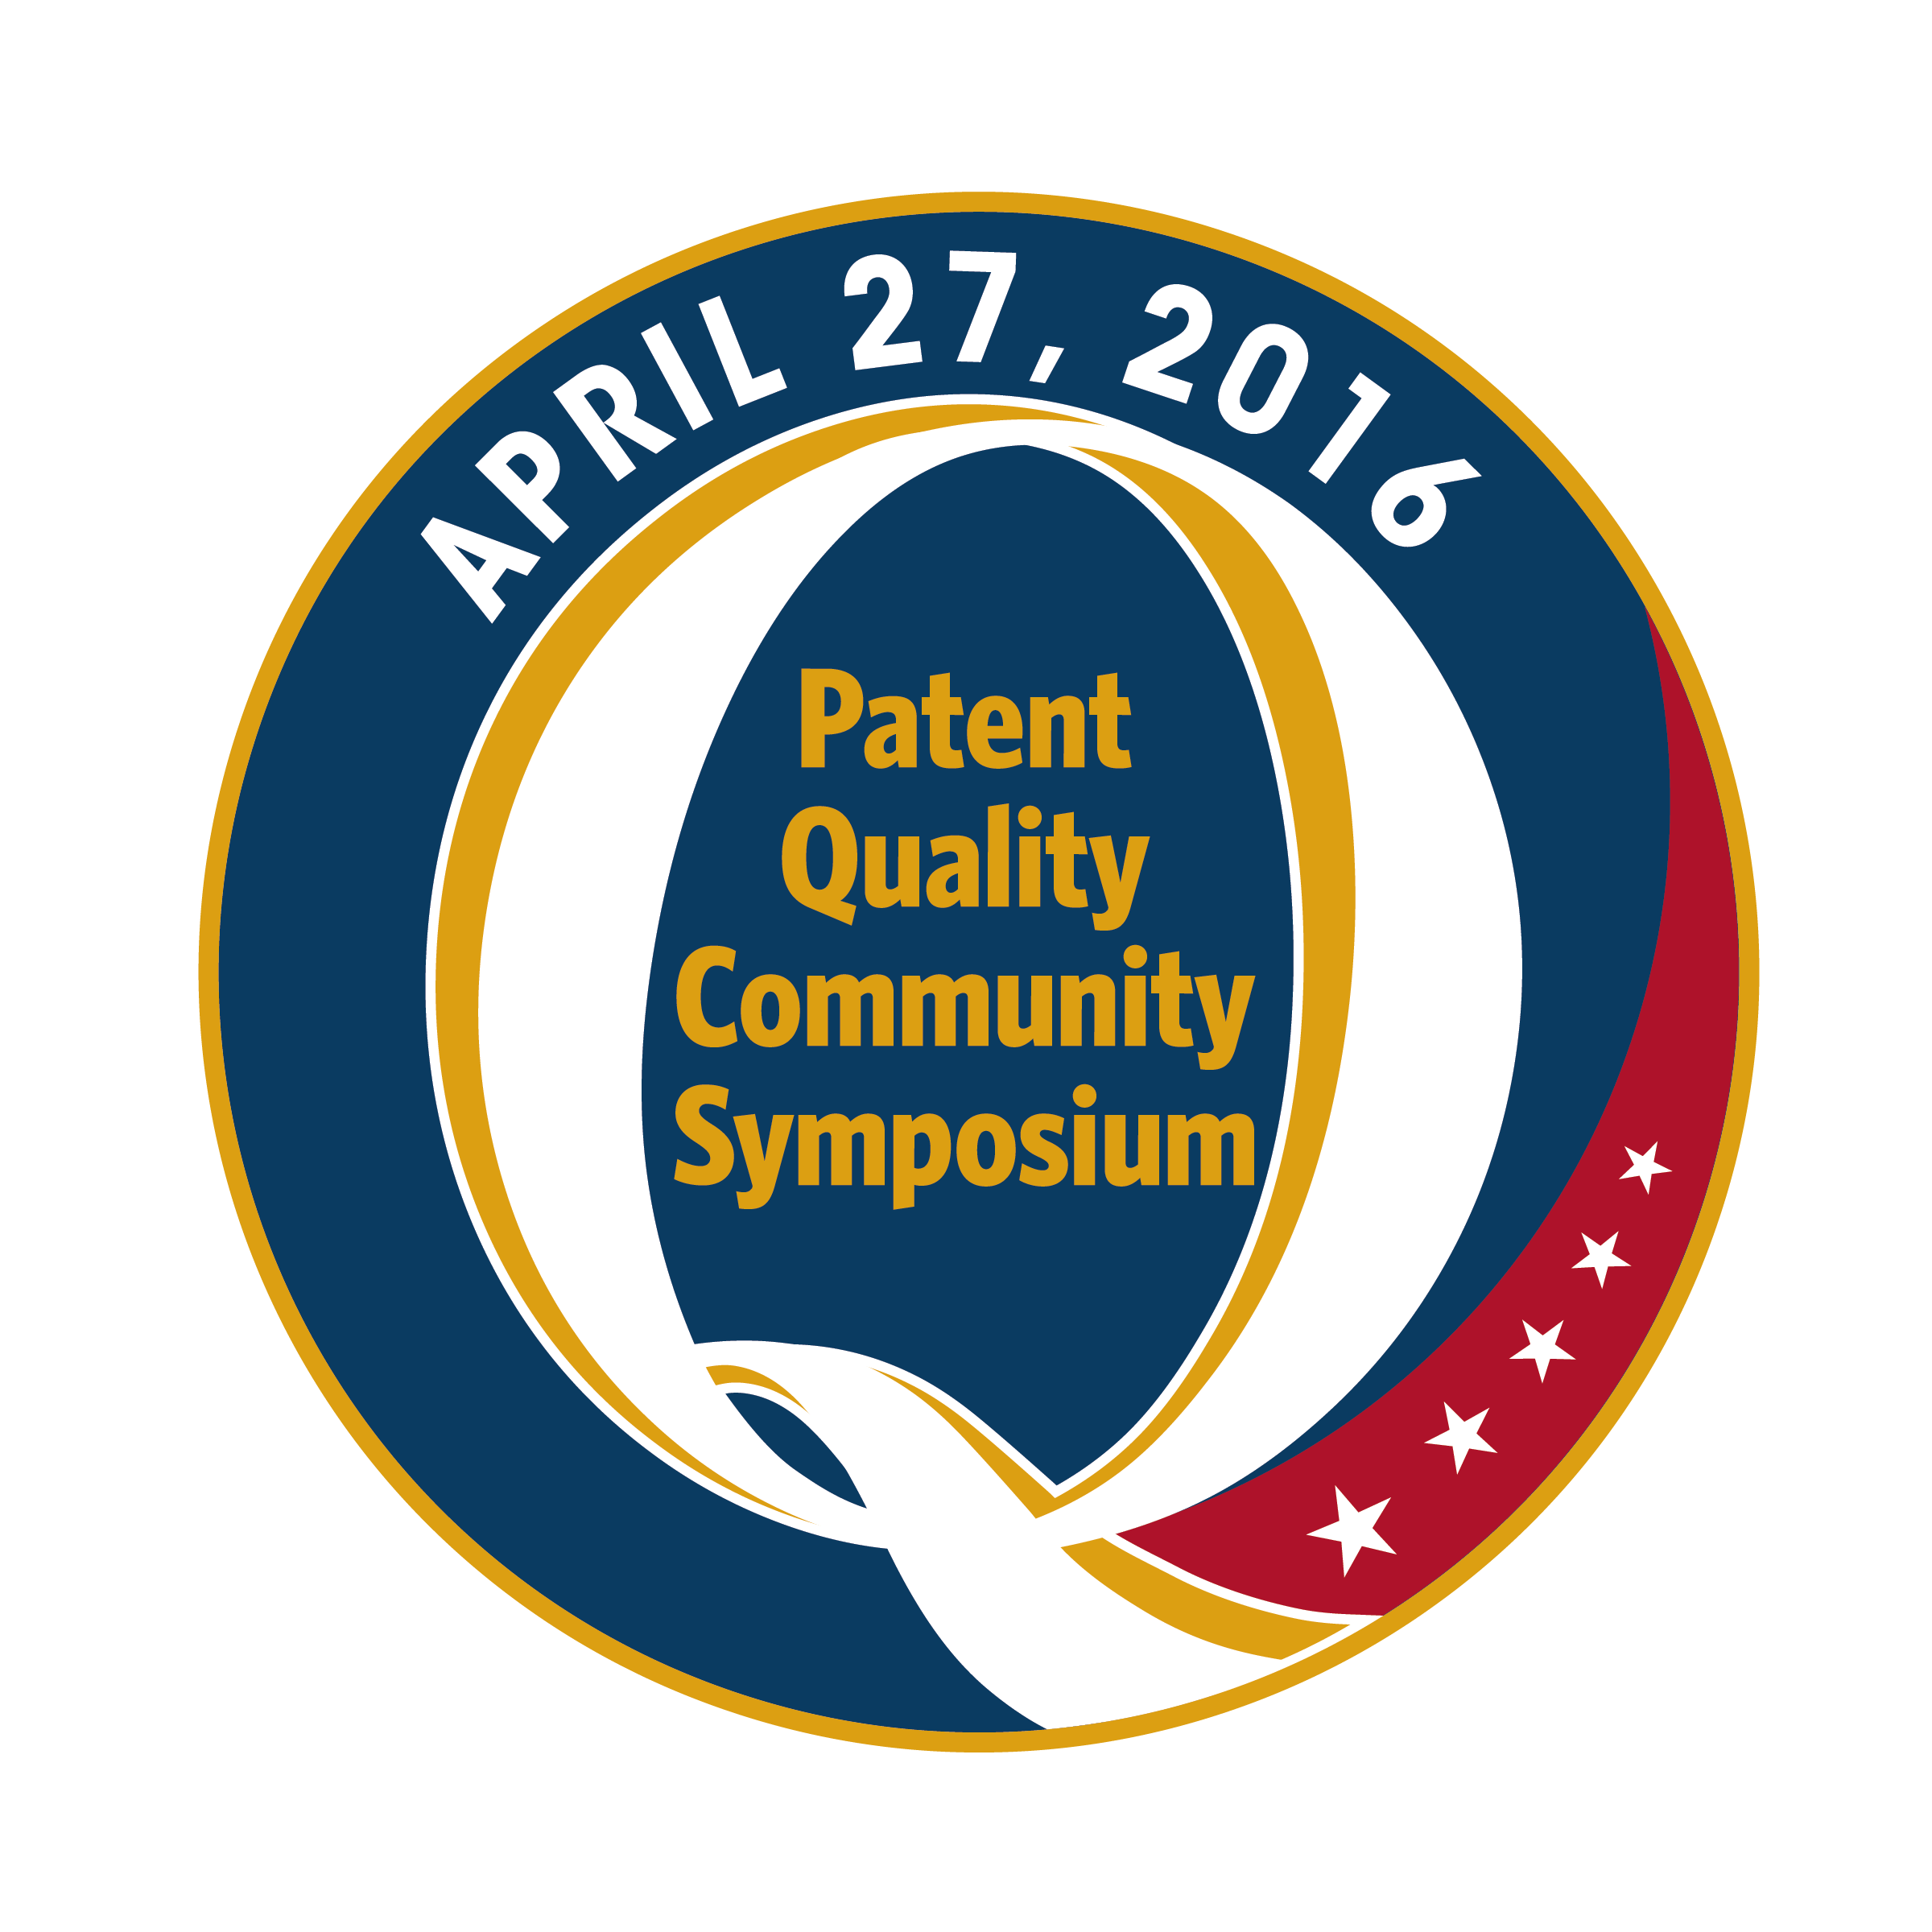 APRIL 27, 2016
Patent
Quality
Community
Symposium